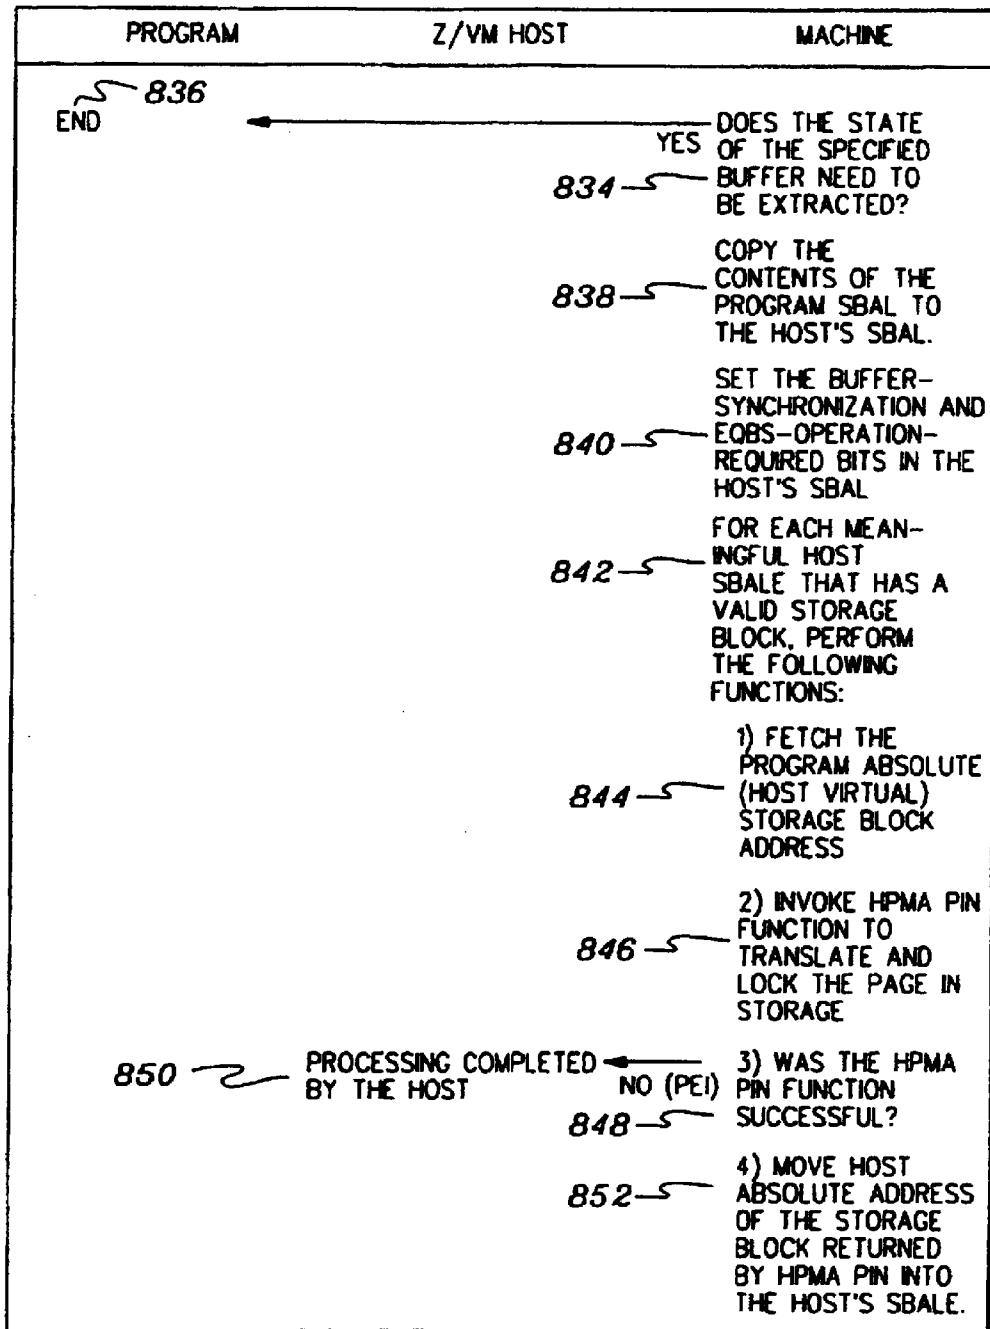 PROGRAM Z/VM HOST MACHINE
836
END
YES
DOES THE STATE
OF THE SPECIFIED
BUFFER NEED TO
BE EXTRACTED?
834
COPY THE
CONTENTS OF THE
PROGRAM SBAL TO
THE HOST'S SBAL.
838
SET THE BUFFER-
SYNCHRONIZATION AND
EQBS-OPERATION-
REQUIRED BITS IN THE
HOST'S SBAL
840
FOR EACH MEAN-
INGFUL HOST
SBALE THAT HAS A
VALID STORAGE
BLOCK, PERFORM
THE FOLLOWING
FUNCTIONS:
842
1) FETCH THE
PROGRAM ABSOLUTE
(HOST VIRTUAL)
STORAGE BLOCK
ADDRESS
844
2) INVOKE HPMA PIN
FUNCTION TO
TRANSLATE AND
LOCK THE PAGE IN
STORAGE
846
850
PROCESSING COMPLETED
BY THE HOST
NO (PEI)
3) WAS THE HPMA
PIN FUNCTION
SUCCESSFUL?
848
4) MOVE HOST
ABSOLUTE ADDRESS
OF THE STORAGE
BLOCK RETURNED
BY HPMA PIN INTO
THE HOST'S SBALE.
852